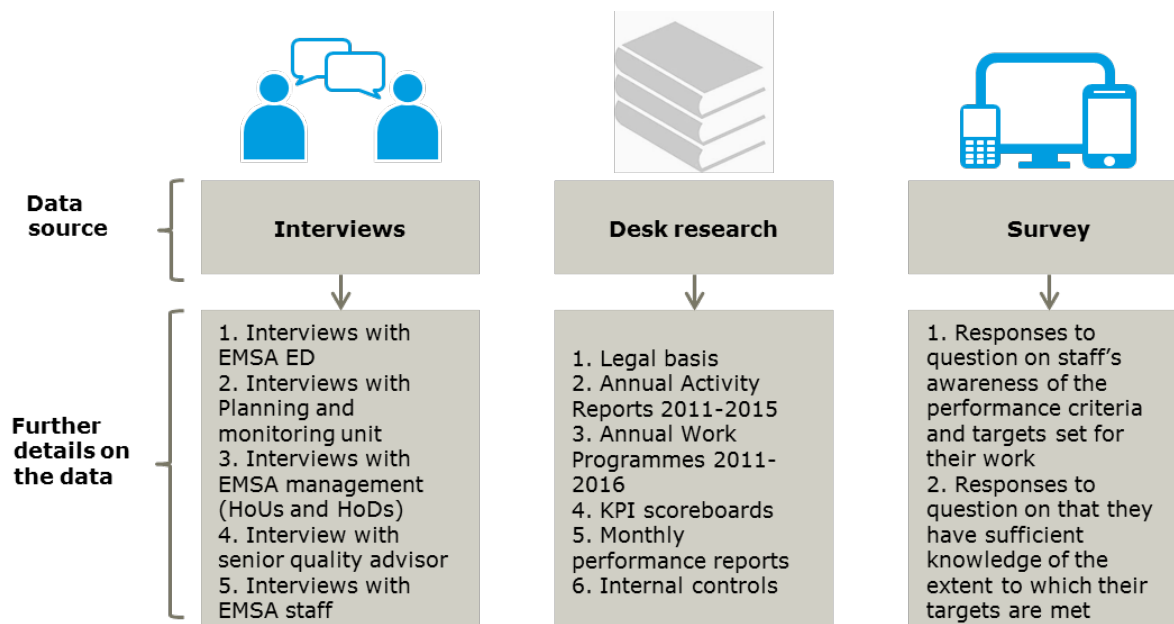 Data
source
Interviews
Desk research
Survey
Further
details on
the data
1. Interviews with
EMSA ED
2. Interviews with
Planning and
monitoring unit
3. Interviews with
EMSA management
(HoUs and HoDs)
4. Interview with
senior quality advisor
5. Interviews with
EMSA staff
1. Legal basis
2. Annual Activity
Reports 2011-2015
3. Annual Work
Programmes 2011-
2016
4. KPI scoreboards
5. Monthly
performance reports
6. Internal controls
1. Responses to
question on staff's
awareness of the
performance criteria
and targets set for
their work
2. Responses to
question on that they
have sufficient
knowledge of the
extent to which their
targets are met